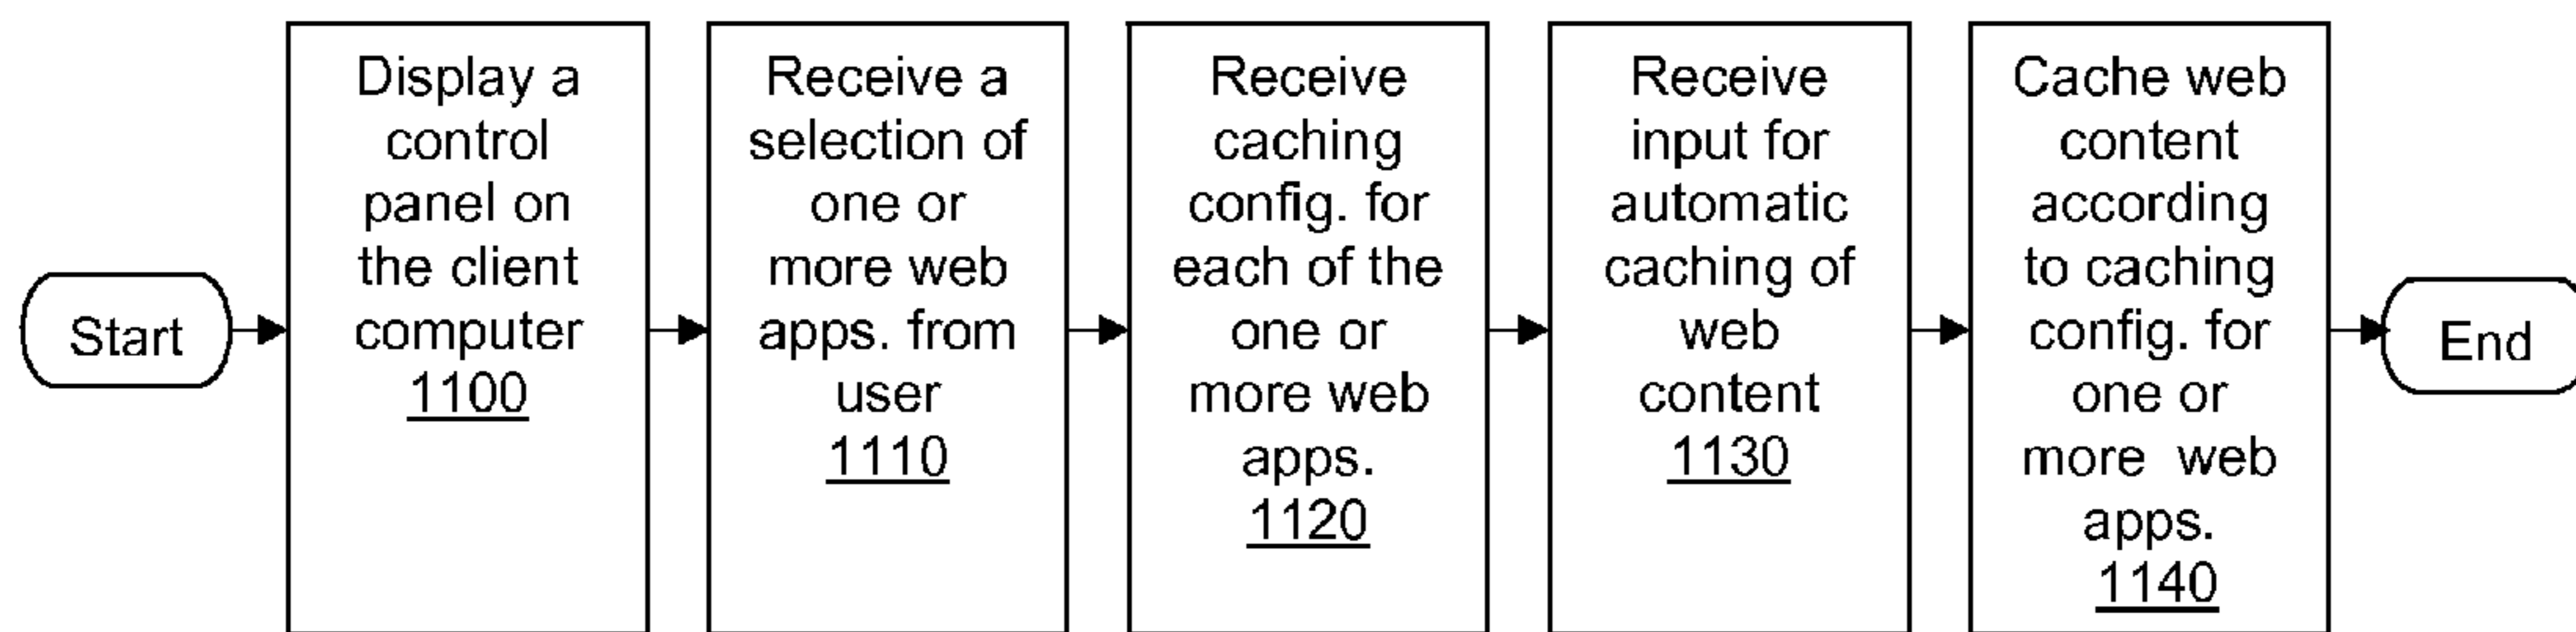 Start
Display a
control
panel on
the client
computer
1100
Receive a
selection of
one or
more web
apps. from
user
1110
Receive
caching
config. for
each of the
one or
more web
apps.
1120
Receive
input for
automatic
caching of
web
content
1130
Cache web
content
according
to caching
config. for
one or
more web
apps.
1140
End